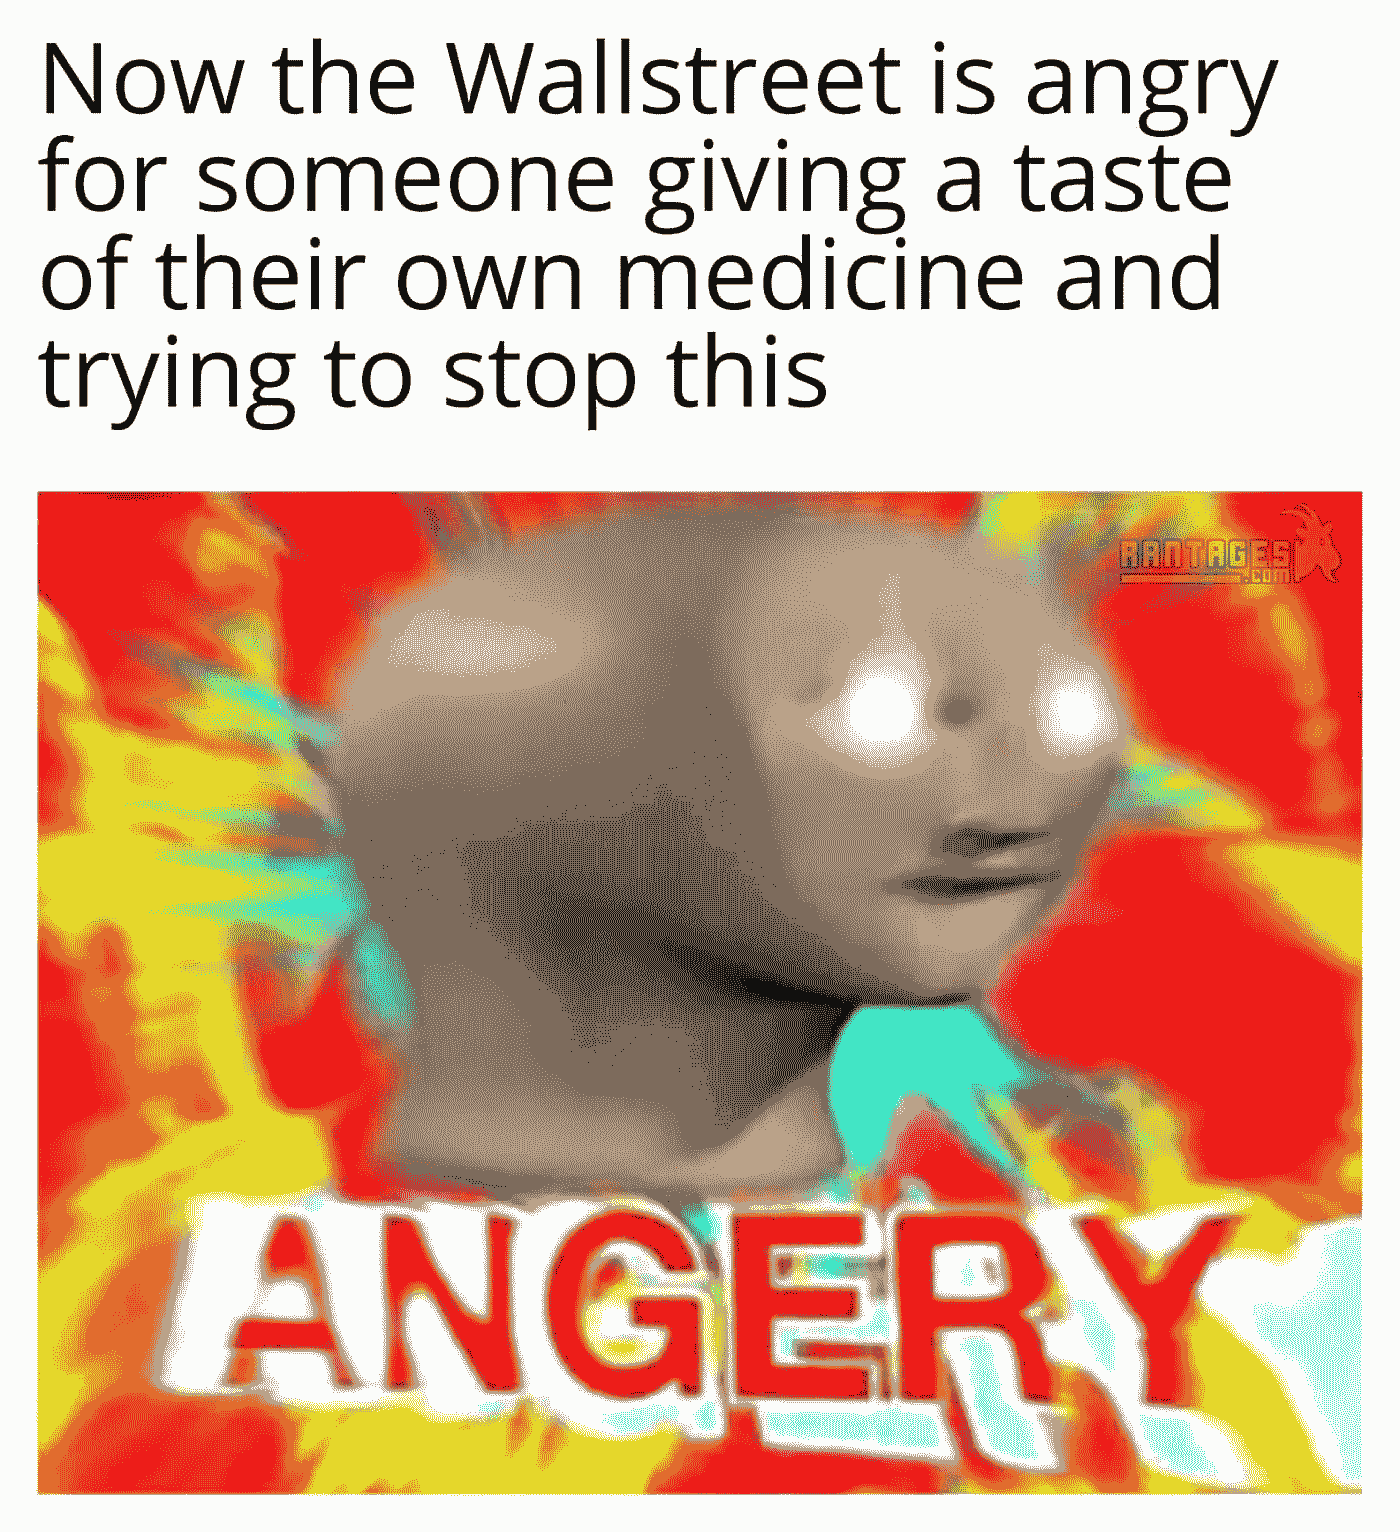 Now the Wallstreet is angry
for someone giving a taste
of their own medicine and
trying to stop this
RANTAGES
.COM
ANGERY